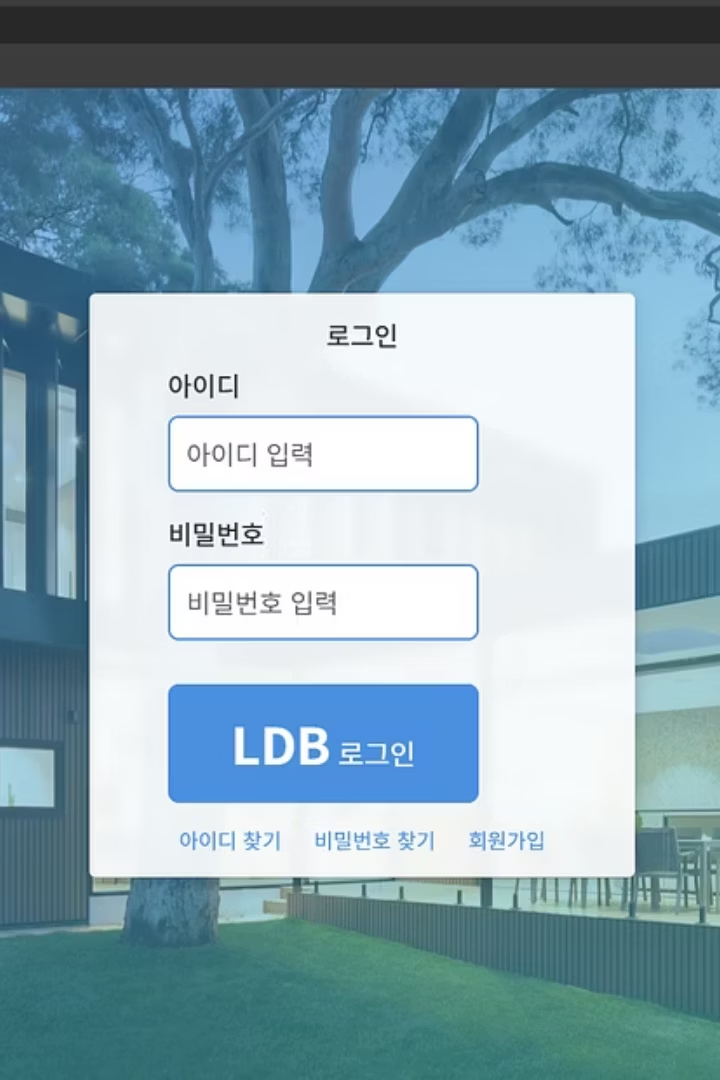 로그인
아이디
아이디 입력
비밀번호
비밀번호 입력
LDB 로그인
아이디 찾기 비밀번호 찾기 회원가입